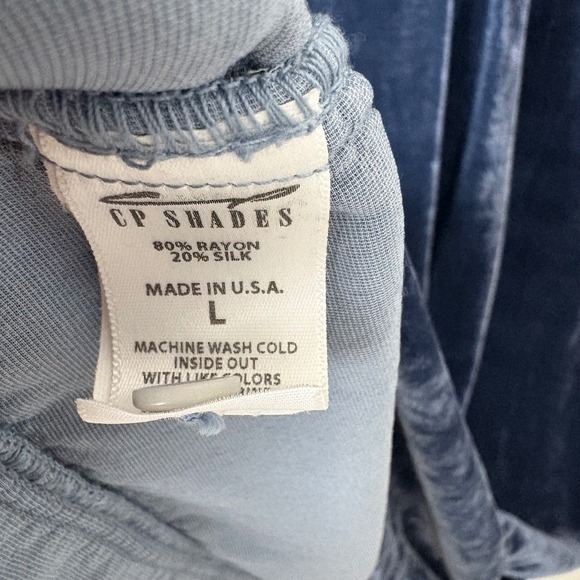 CP SHADES
80% RAYON
20% SILK
MADE IN U.S.A.
L
MACHINE WASH COLD
INSIDE OUT
WITH LIKE COLORS